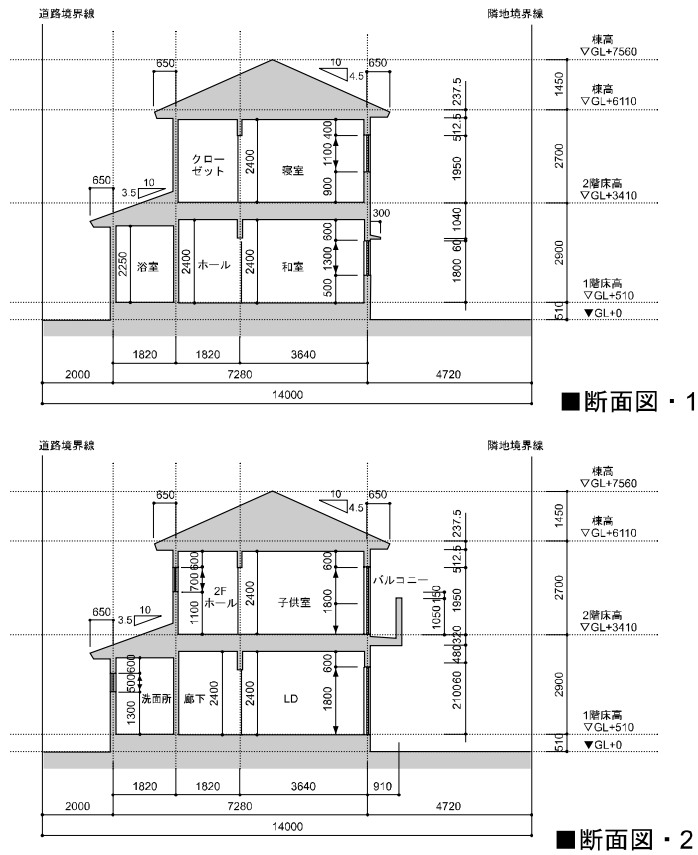 道路境界線
隣地境界線
棟高
▽GL+7560
650
10
4.5
650
237.5
1450
棟高
▽GL+6110
512.5
400
クロー
ゼット
2400
寝室
1100
900
1950
2700
650
10
3.5
2階床高
▽GL+3410
300
600
1040
60
2250
浴室
2400
ホール
2400
和室
1300
500
1800
2900
1階床高
▽GL+510
510
▼GL+0
1820
1820
3640
2000
7280
4720
14000
■断面図・1
道路境界線
隣地境界線
棟高
▽GL+7560
650
10
4.5
650
237.5
1450
棟高
▽GL+6110
512.5
600
700
1100
2F
ホール
2400
子供室
600
1800
バルコニー
150
1050
1950
2700
650
10
3.5
2階床高
▽GL+3410
320
480
600
500
1300
洗面所
廊下
2400
2400
LD
600
1800
60
2100
2900
1階床高
▽GL+510
510
▼GL+0
1820
1820
3640
910
2000
7280
4720
14000
■断面図・2